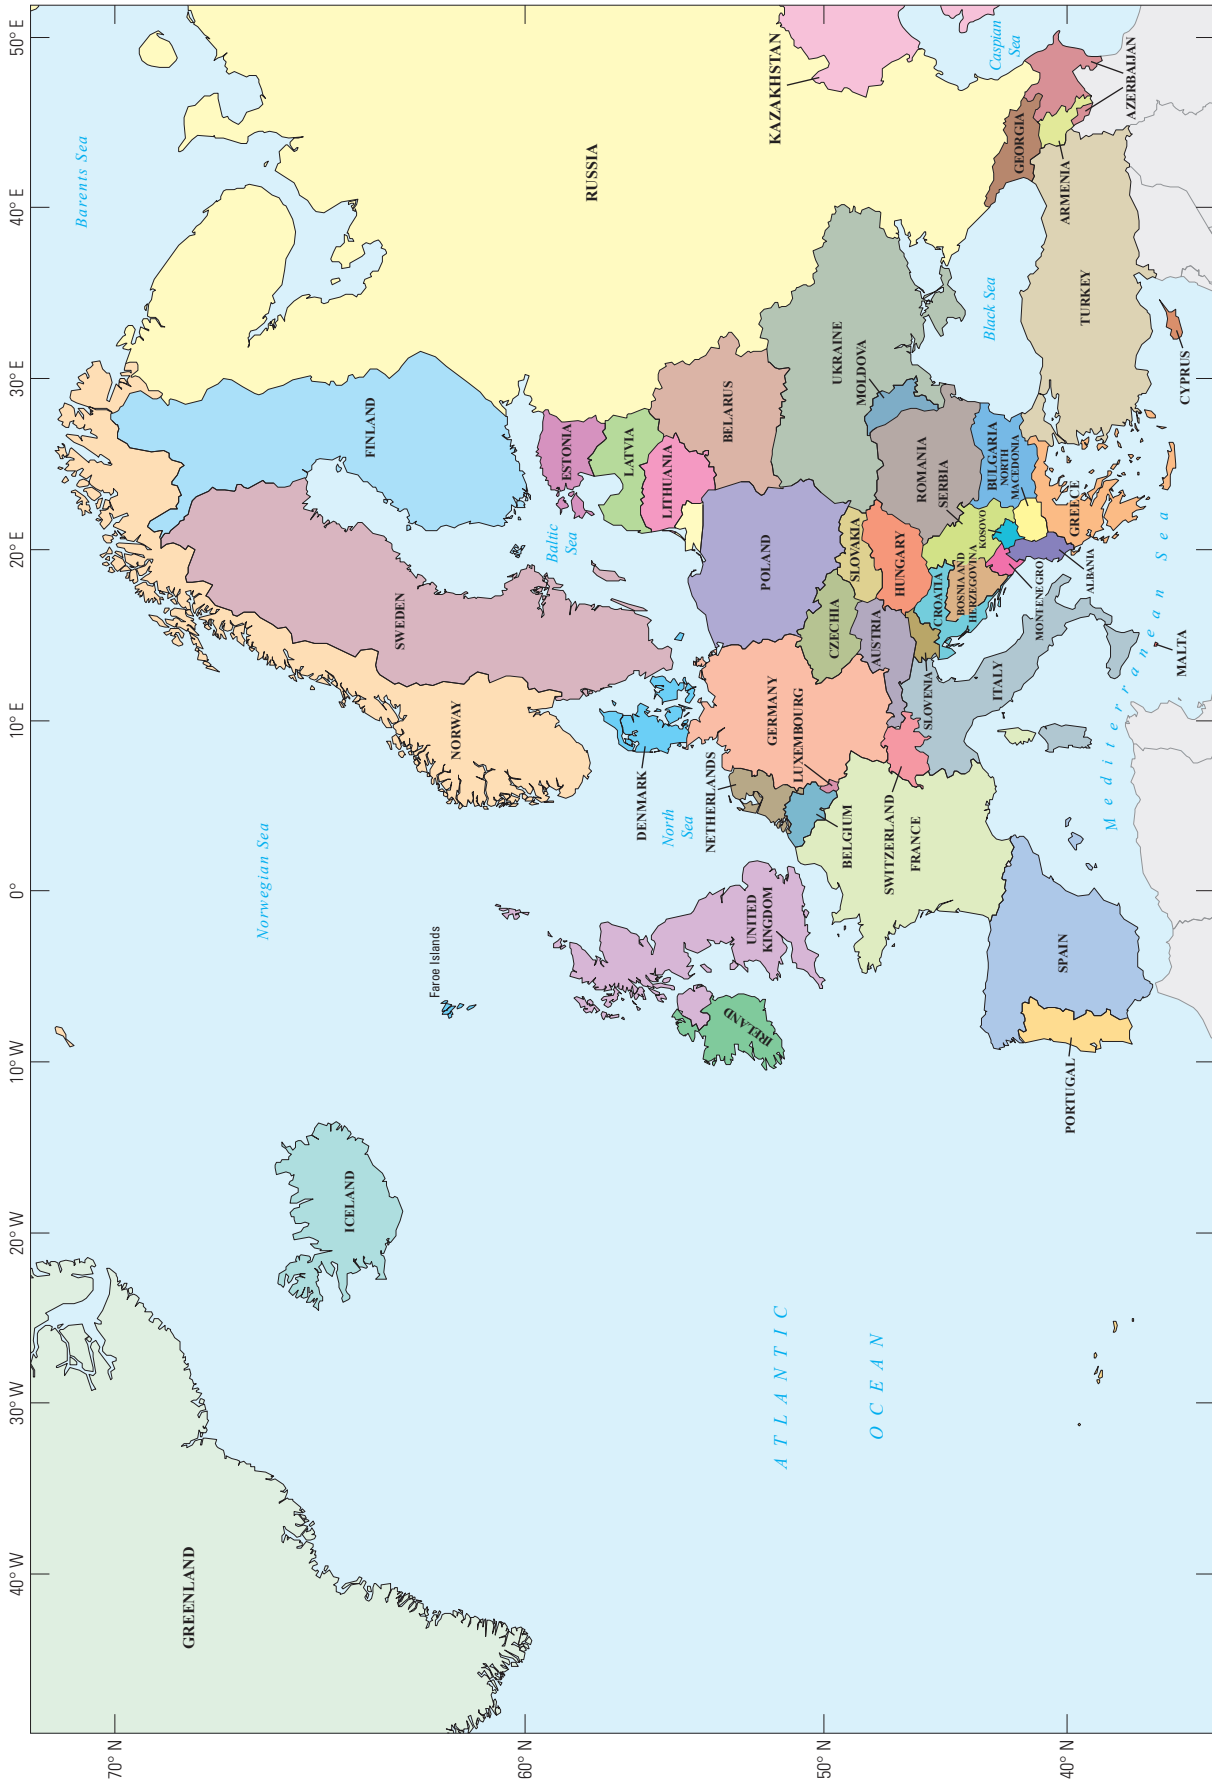 40° W
30° W
20° W
10° W
0°
10° E
20° E
30° E
40° E
50° E
70° N
60° N
50° N
40° N
Barents Sea
Norwegian Sea
GREENLAND
ICELAND
Faroe Islands
NORWAY
SWEDEN
FINLAND
RUSSIA
Baltic
Sea
ESTONIA
LATVIA
LITHUANIA
DENMARK
North
Sea
NETHERLANDS
UNITED
KINGDOM
IRELAND
BELARUS
POLAND
GERMANY
LUXEMBOURG
BELGIUM
KAZAKHSTAN
UKRAINE
MOLDOVA
CZECHIA
SLOVAKIA
AUSTRIA
HUNGARY
SWITZERLAND
FRANCE
ATLANTIC
OCEAN
ROMANIA
SERBIA
SLOVENIA
CROATIA
BOSNIA AND
HERZEGOVINA
KOSOVO
BULGARIA
NORTH
MACEDONIA
Black Sea
Caspian
Sea
GEORGIA
ARMENIA
AZERBAIJAN
ITALY
MONTENEGRO
ALBANIA
GREECE
TURKEY
SPAIN
PORTUGAL
Mediterranean Sea
MALTA
CYPRUS